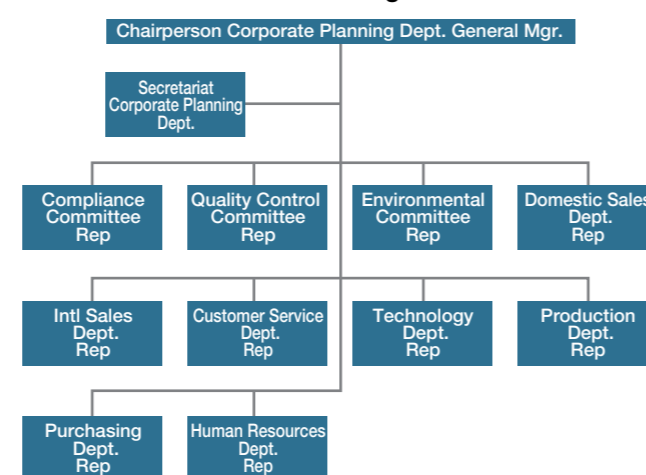 Chairperson Corporate Planning Dept. General Mgr.
Secretariat
Corporate Planning
Dept.
Compliance
Committee
Rep
Quality Control
Committee
Rep
Environmental
Committee
Rep
Domestic Sales
Dept.
Rep
Intl Sales
Dept.
Rep
Customer Service
Dept.
Rep
Technology
Dept.
Rep
Production
Dept.
Rep
Purchasing
Dept.
Rep
Human Resources
Dept.
Rep